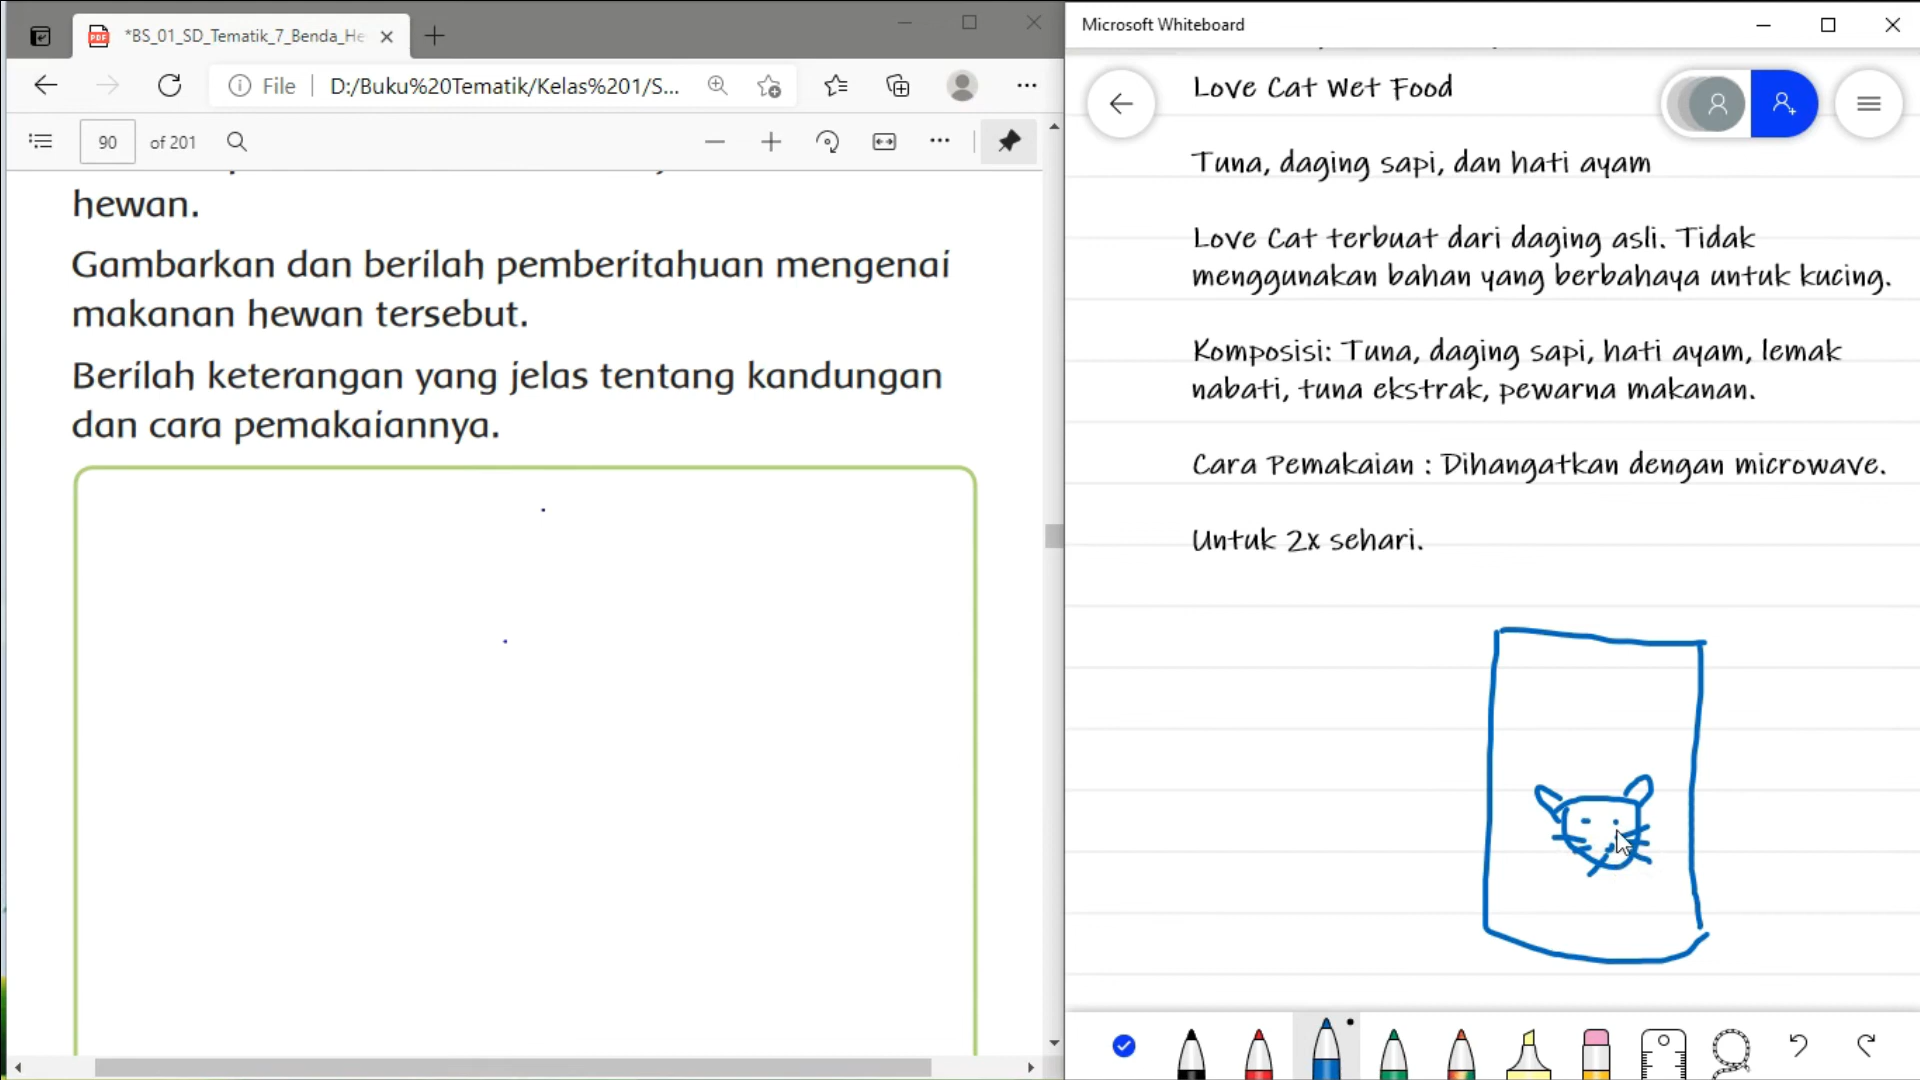 *BS_01_SD_Tematik_7_Benda_He
File
D:/Buku%20Tematik/Kelas%201/S...
90
of 201
hewan.
Gambarkan dan berilah pemberitahuan mengenai
makanan hewan tersebut.
Berilah keterangan yang jelas tentang kandungan
dan cara pemakaiannya.
Microsoft Whiteboard
Love Cat Wet Food
Tuna, daging sapi, dan hati ayam
Love Cat terbuat dari daging asli. Tidak
menggunakan bahan yang berbahaya untuk kucing.
Komposisi: Tuna, daging sapi, hati ayam, lemak
nabati, tuna ekstrak, pewarna makanan.
Cara Pemakaian : Dihangatkan dengan microwave.
Untuk 2x sehari.